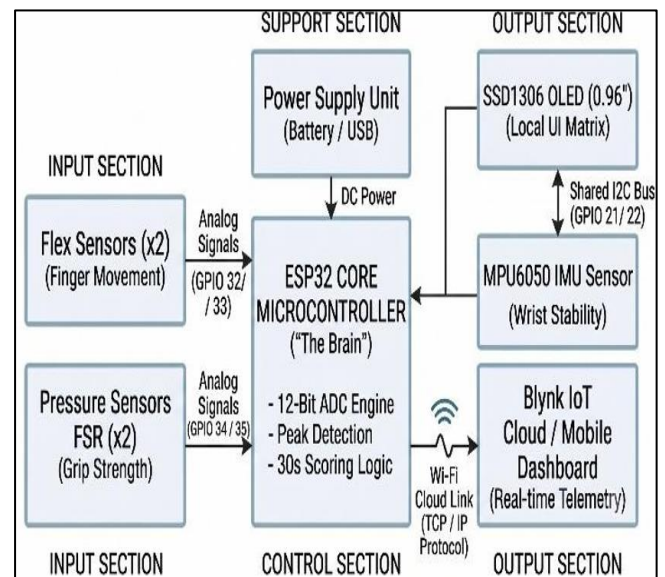 SUPPORT SECTION
OUTPUT SECTION
Power Supply Unit
(Battery / USB)
SSD1306 OLED (0.96")
(Local UI Matrix)
INPUT SECTION
DC Power
Shared I2C Bus
(GPIO 21/ 22)
Flex Sensors (x2)
(Finger Movement)
Analog
Signals
(GPIO 32/
/ 33)
ESP32 CORE
MICROCONTROLLER
("The Brain")
- 12-Bit ADC Engine
- Peak Detection
- 30s Scoring Logic
MPU6050 IMU Sensor
(Wrist Stability)
Pressure Sensors
FSR (x2)
(Grip Strength)
Analog
Signals
(GPIO 34 / 35)
Wi-Fi
Cloud Link
(TCP / IP
Protocol)
Blynk IoT
Cloud / Mobile
Dashboard
(Real-time Telemetry)
INPUT SECTION
CONTROL SECTION
OUTPUT SECTION